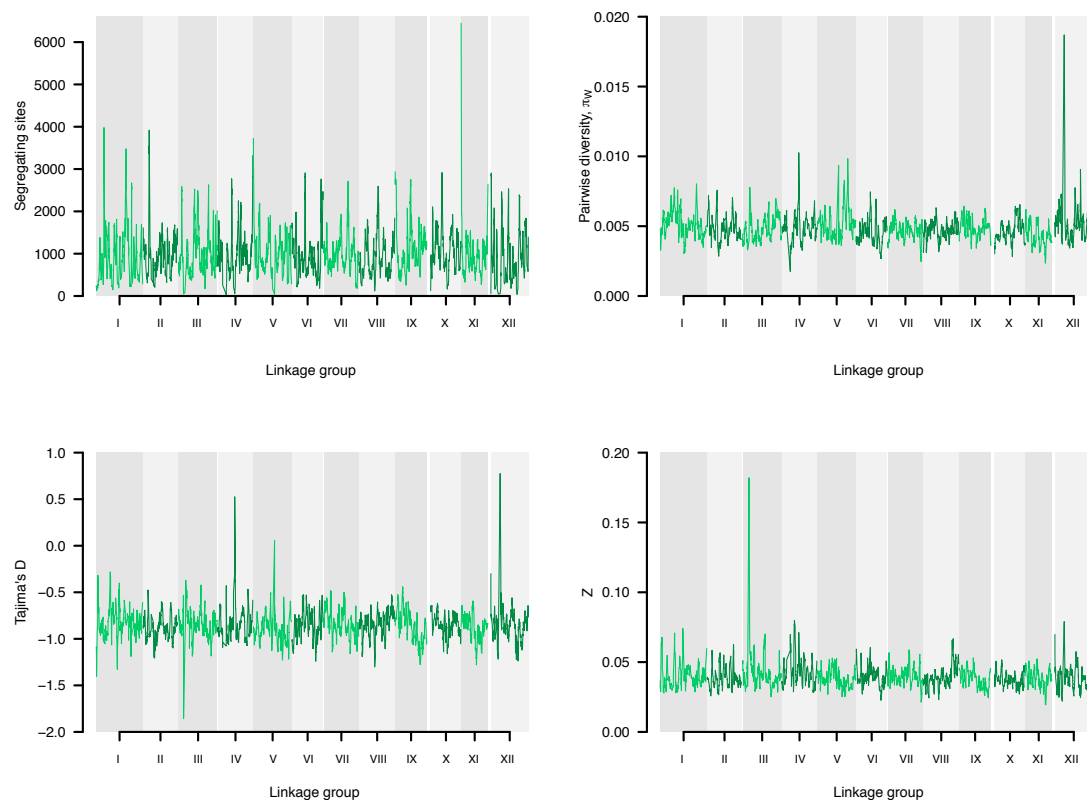 Segregating sites
6000
5000
4000
3000
2000
1000
0
I II III IV V VI VII VIII IX X XI XII
Linkage group
Pairwise diversity, πW
0.020
0.015
0.010
0.005
0.000
I II III IV V VI VII VIII IX X XI XII
Linkage group
Tajima's D
1.0
0.5
0.0
−0.5
−1.0
−1.5
−2.0
I II III IV V VI VII VIII IX X XI XII
Linkage group
Z
0.20
0.15
0.10
0.05
0.00
I II III IV V VI VII VIII IX X XI XII
Linkage group